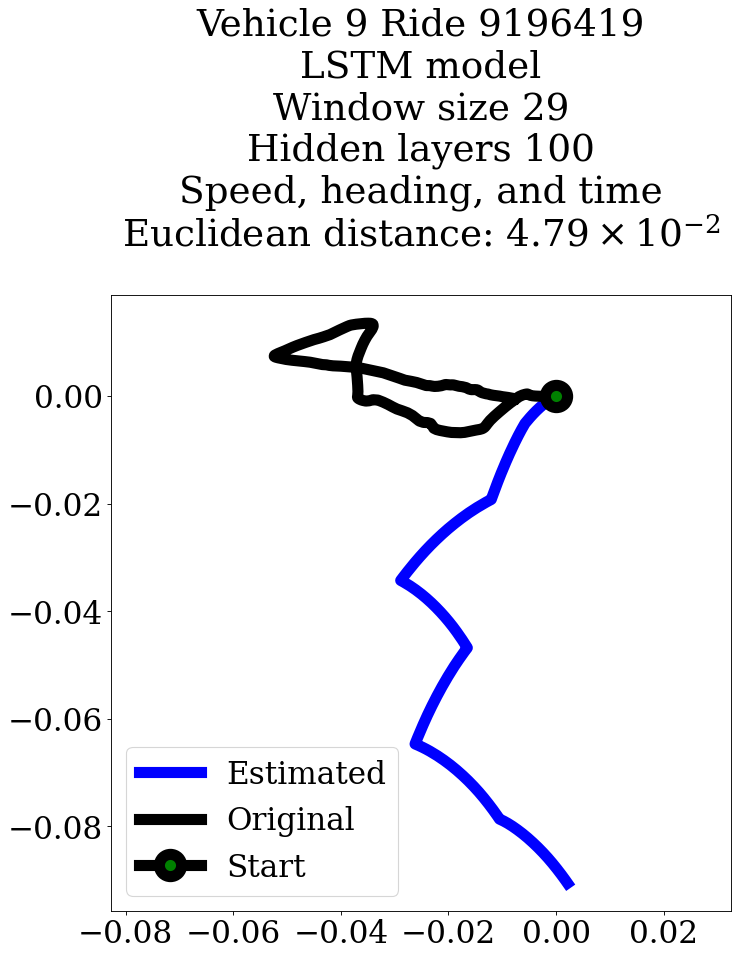 Vehicle 9 Ride 9196419
LSTM model
Window size 29
Hidden layers 100
Speed, heading, and time
Euclidean distance: 4.79 × 10⁻²
0.00
−0.02
−0.04
−0.06
−0.08
Estimated
Original
Start
−0.08 −0.06 −0.04 −0.02 0.00 0.02